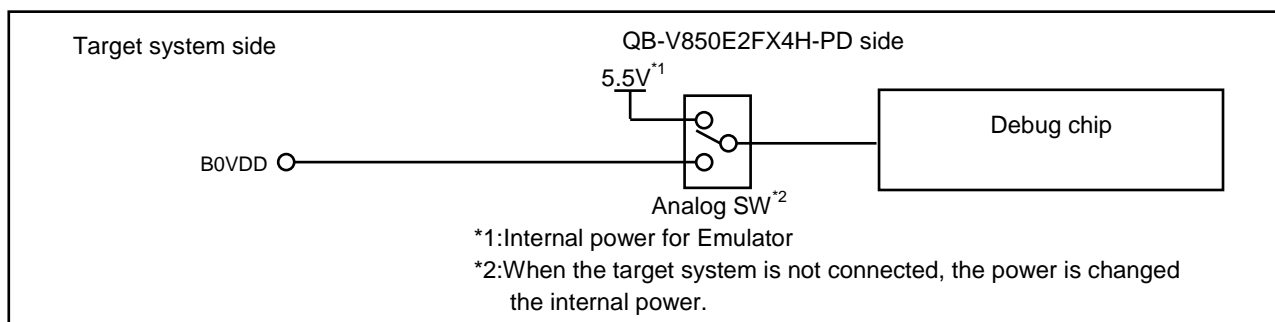 Target system side
QB-V850E2FX4H-PD side
5.5V*1
Debug chip
B0VDD
Analog SW*2
*1:Internal power for Emulator
*2:When the target system is not connected, the power is changed
the internal power.